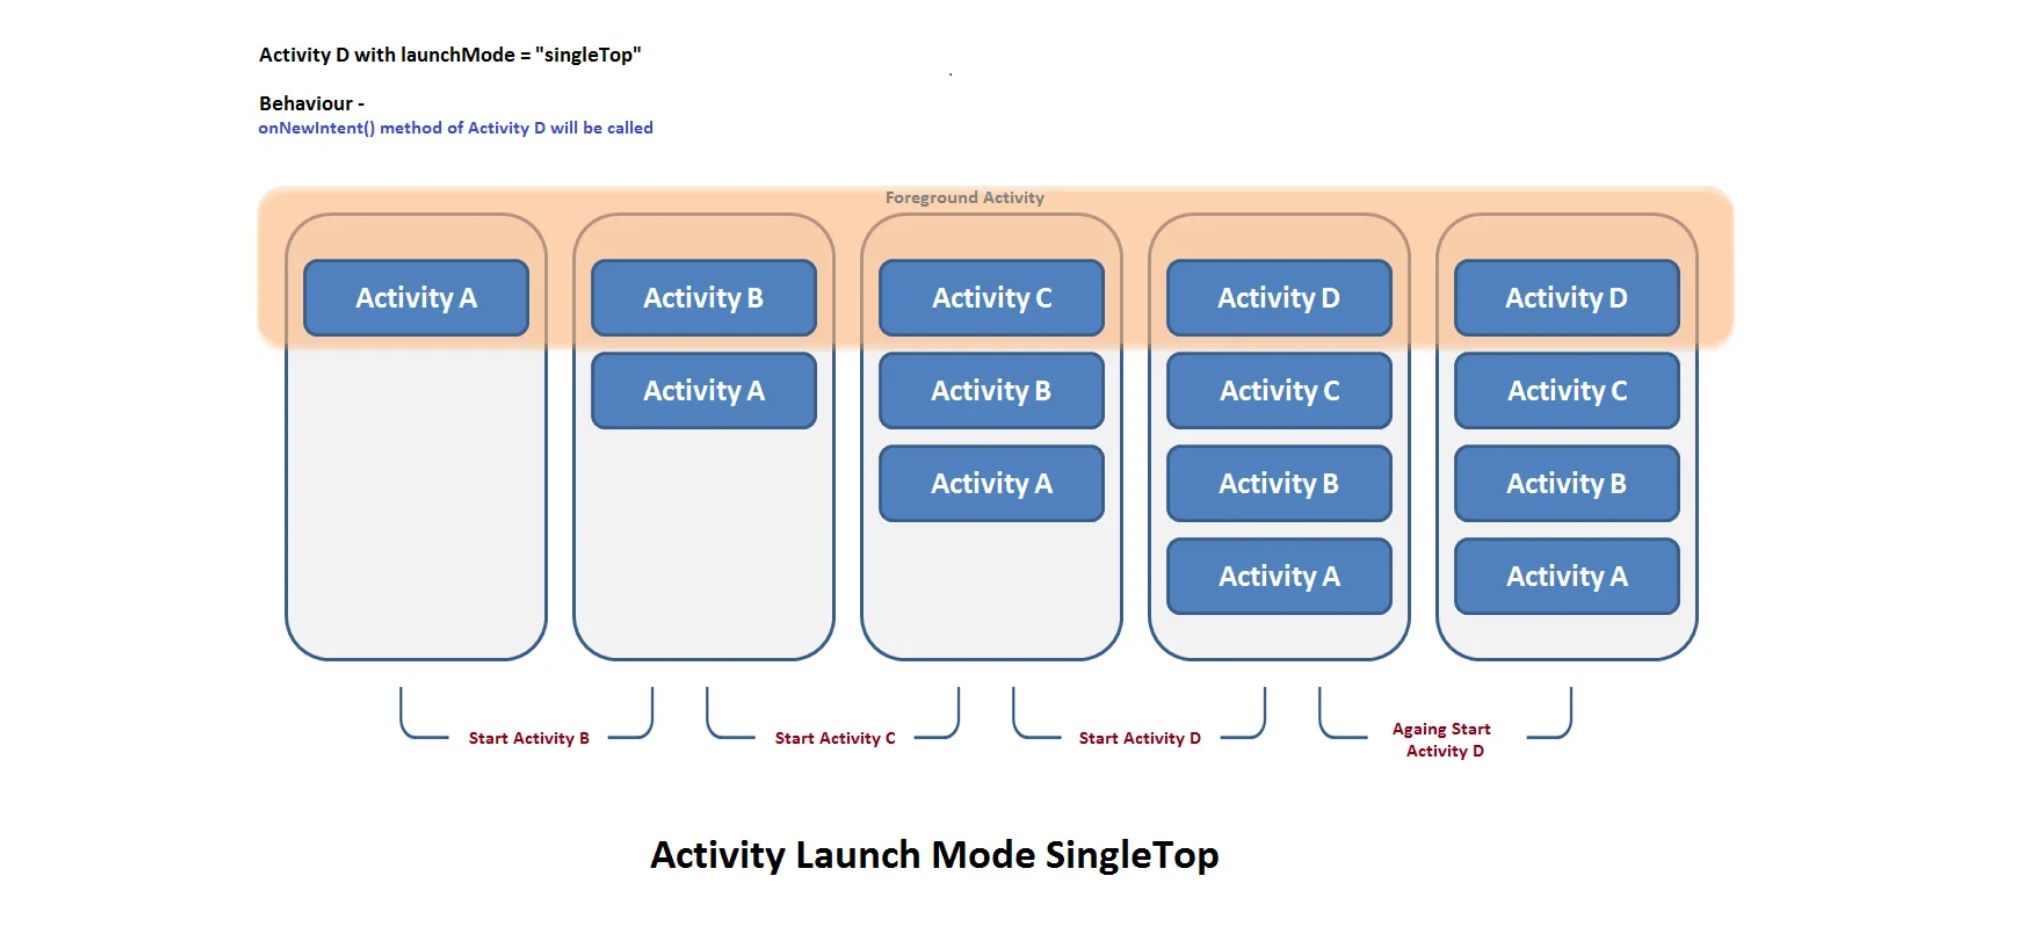 Activity D with launchMode = "singleTop"
Behaviour -
onNewIntent() method of Activity D will be called
Foreground Activity
Activity A
Activity B
Activity C
Activity D
Activity D
Activity A
Activity B
Activity C
Activity C
Activity A
Activity B
Activity B
Activity A
Activity A
Start Activity B
Start Activity C
Start Activity D
Againg Start
Activity D
Activity Launch Mode SingleTop